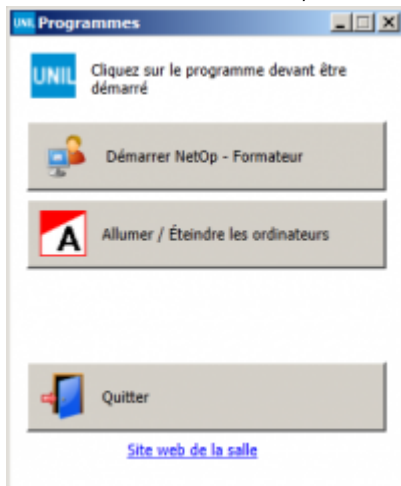 UNIL Programmes
UNIL
Cliquez sur le programme devant être
démarré
Démarrer NetOp - Formateur
A
Allumer / Éteindre les ordinateurs
Quitter
Site web de la salle